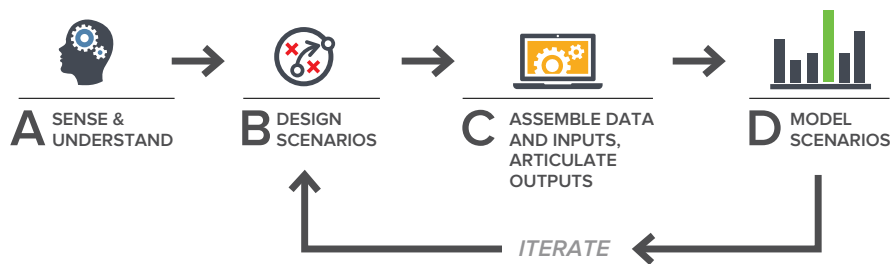 A SENSE &
UNDERSTAND
B DESIGN
SCENARIOS
C ASSEMBLE DATA
AND INPUTS,
ARTICULATE
OUTPUTS
D MODEL
SCENARIOS
ITERATE